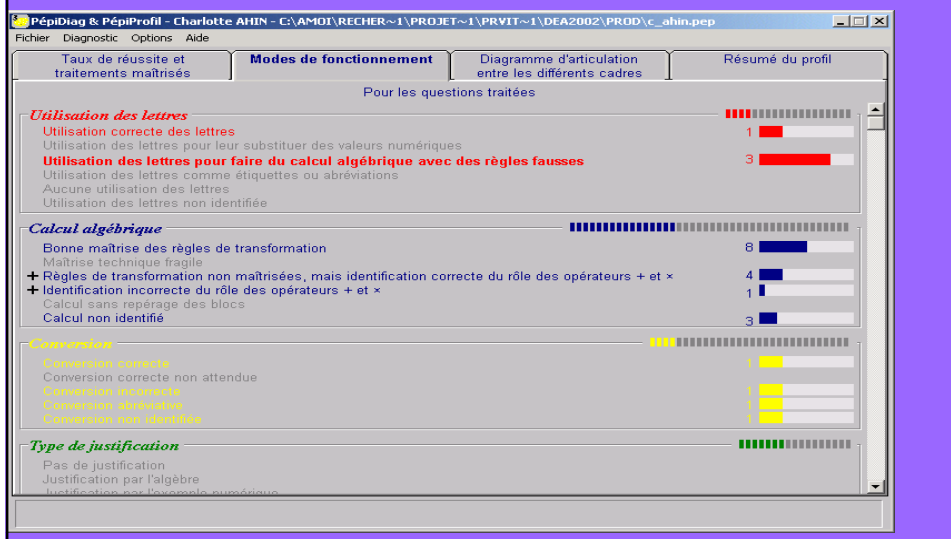 PépiDiag & PépiProfil - Charlotte AHIN - C:\AMOI\RECHER~1\PROJET~1\PRVIT~1\DEA2002\PROD\c_ahin.pep
Fichier Diagnostic Options Aide
Taux de réussite et traitements maîtrisés
Modes de fonctionnement
Diagramme d'articulation entre les différents cadres
Résumé du profil
Pour les questions traitées
Utilisation des lettres
Utilisation correcte des lettres 1
Utilisation des lettres pour leur substituer des valeurs numériques
Utilisation des lettres pour faire du calcul algébrique avec des règles fausses 3
Utilisation des lettres comme étiquettes ou abréviations
Aucune utilisation des lettres
Utilisation des lettres non identifiée
Calcul algébrique
Bonne maîtrise des règles de transformation 8
Maîtrise technique fragile
+ Règles de transformation non maîtrisées, mais identification correcte du rôle des opérateurs + et × 4
+ Identification incorrecte du rôle des opérateurs + et × 1
Calcul sans repérage des blocs
Calcul non identifié 3
Conversion
Conversion correcte 1
Conversion correcte non attendue
Conversion incorrecte 1
Conversion abréviative 1
Conversion non identifiée 1
Type de justification
Pas de justification
Justification par l'algèbre
Justification par l'exemple numérique